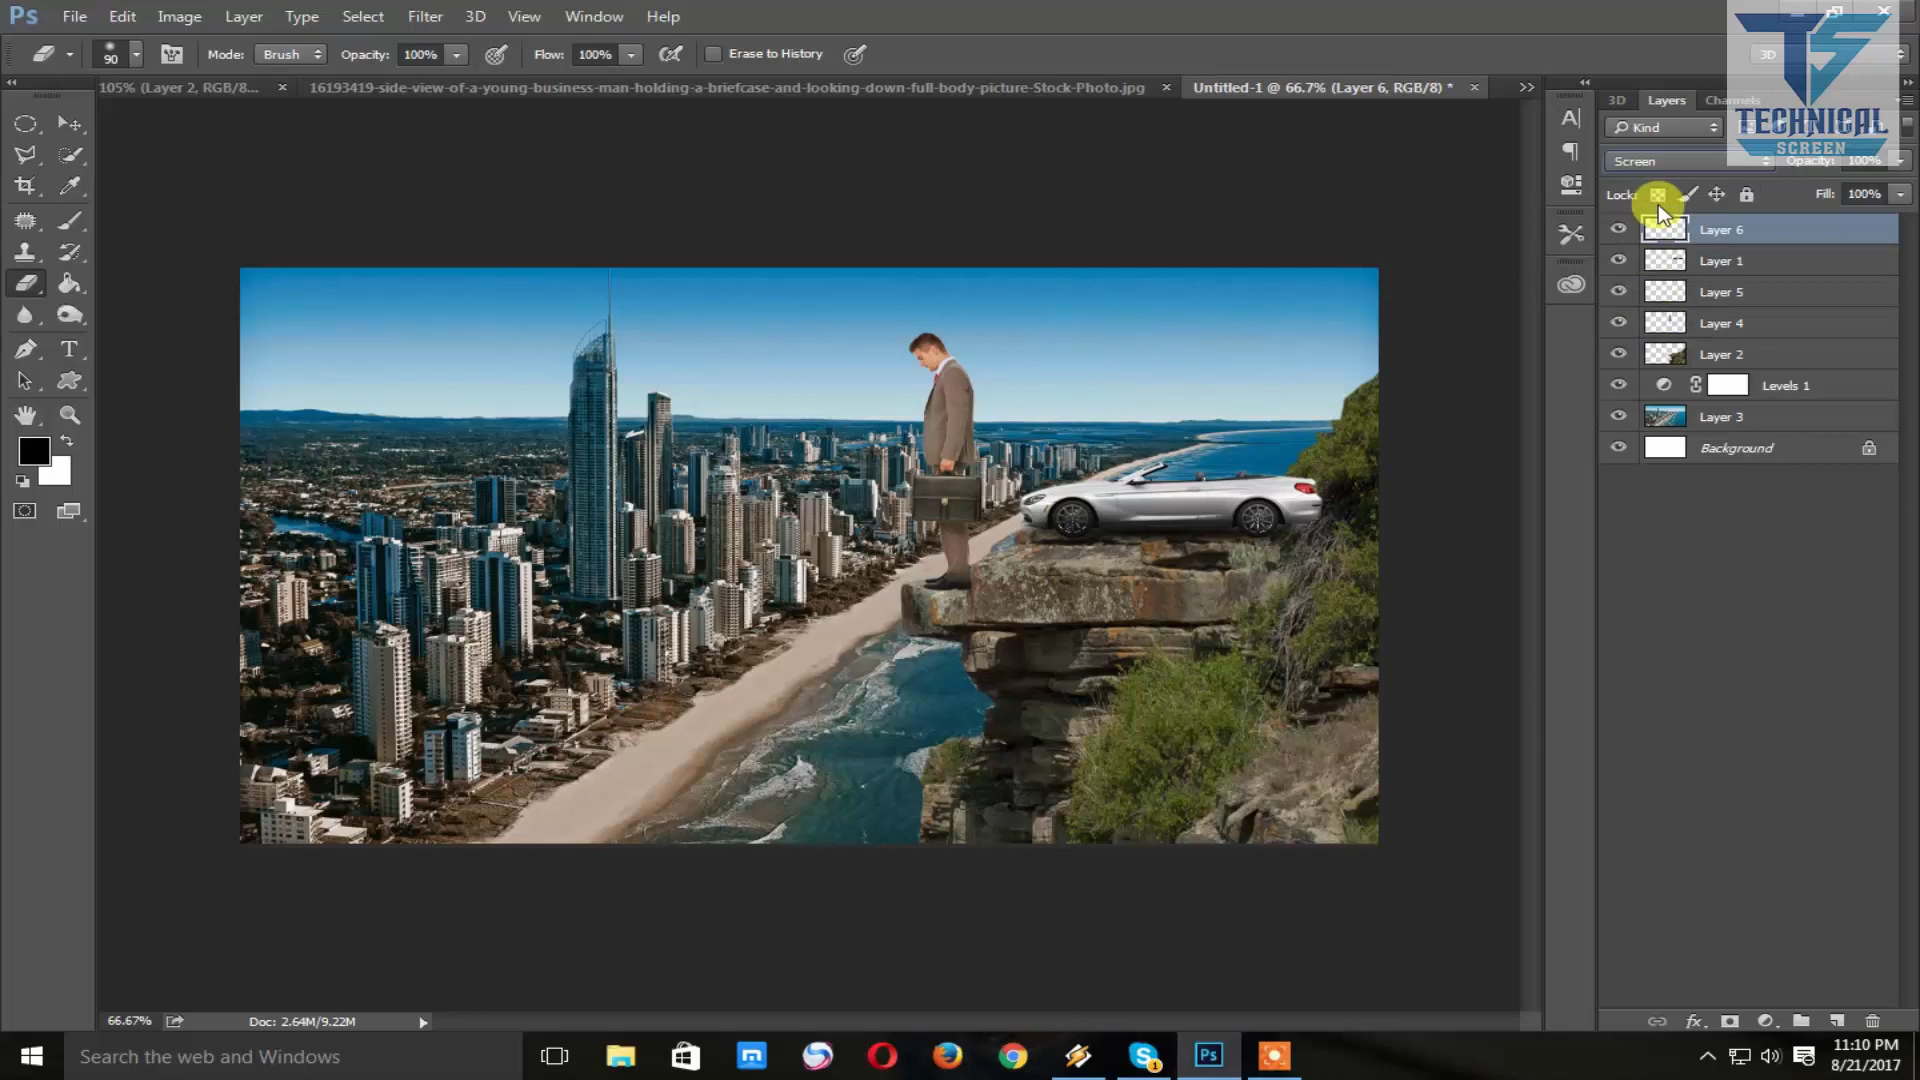 Ps File Edit Image Layer Type Select Filter 3D View Window Help
90 Mode: Brush Opacity: 100% Flow: 100% Erase to History 3D
105% (Layer 2, RGB/8... × 16193419-side-view-of-a-young-business-man-holding-a-briefcase-and-looking-down-full-body-picture-Stock-Photo.jpg × Untitled-1 @ 66.7% (Layer 6, RGB/8) * ×
3D Layers Channels
Kind
TECHNICAL
SCREEN
Screen Opacity: 100%
Lock: Fill: 100%
Layer 6
Layer 1
Layer 5
Layer 4
Layer 2
Levels 1
Layer 3
Background
66.67% Doc: 2.64M/9.22M
Search the web and Windows
11:10 PM
8/21/2017